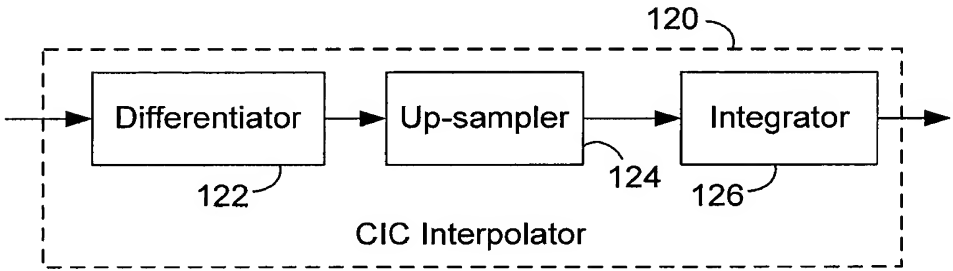 120
Differentiator
Up-sampler
Integrator
122
124
126
CIC Interpolator